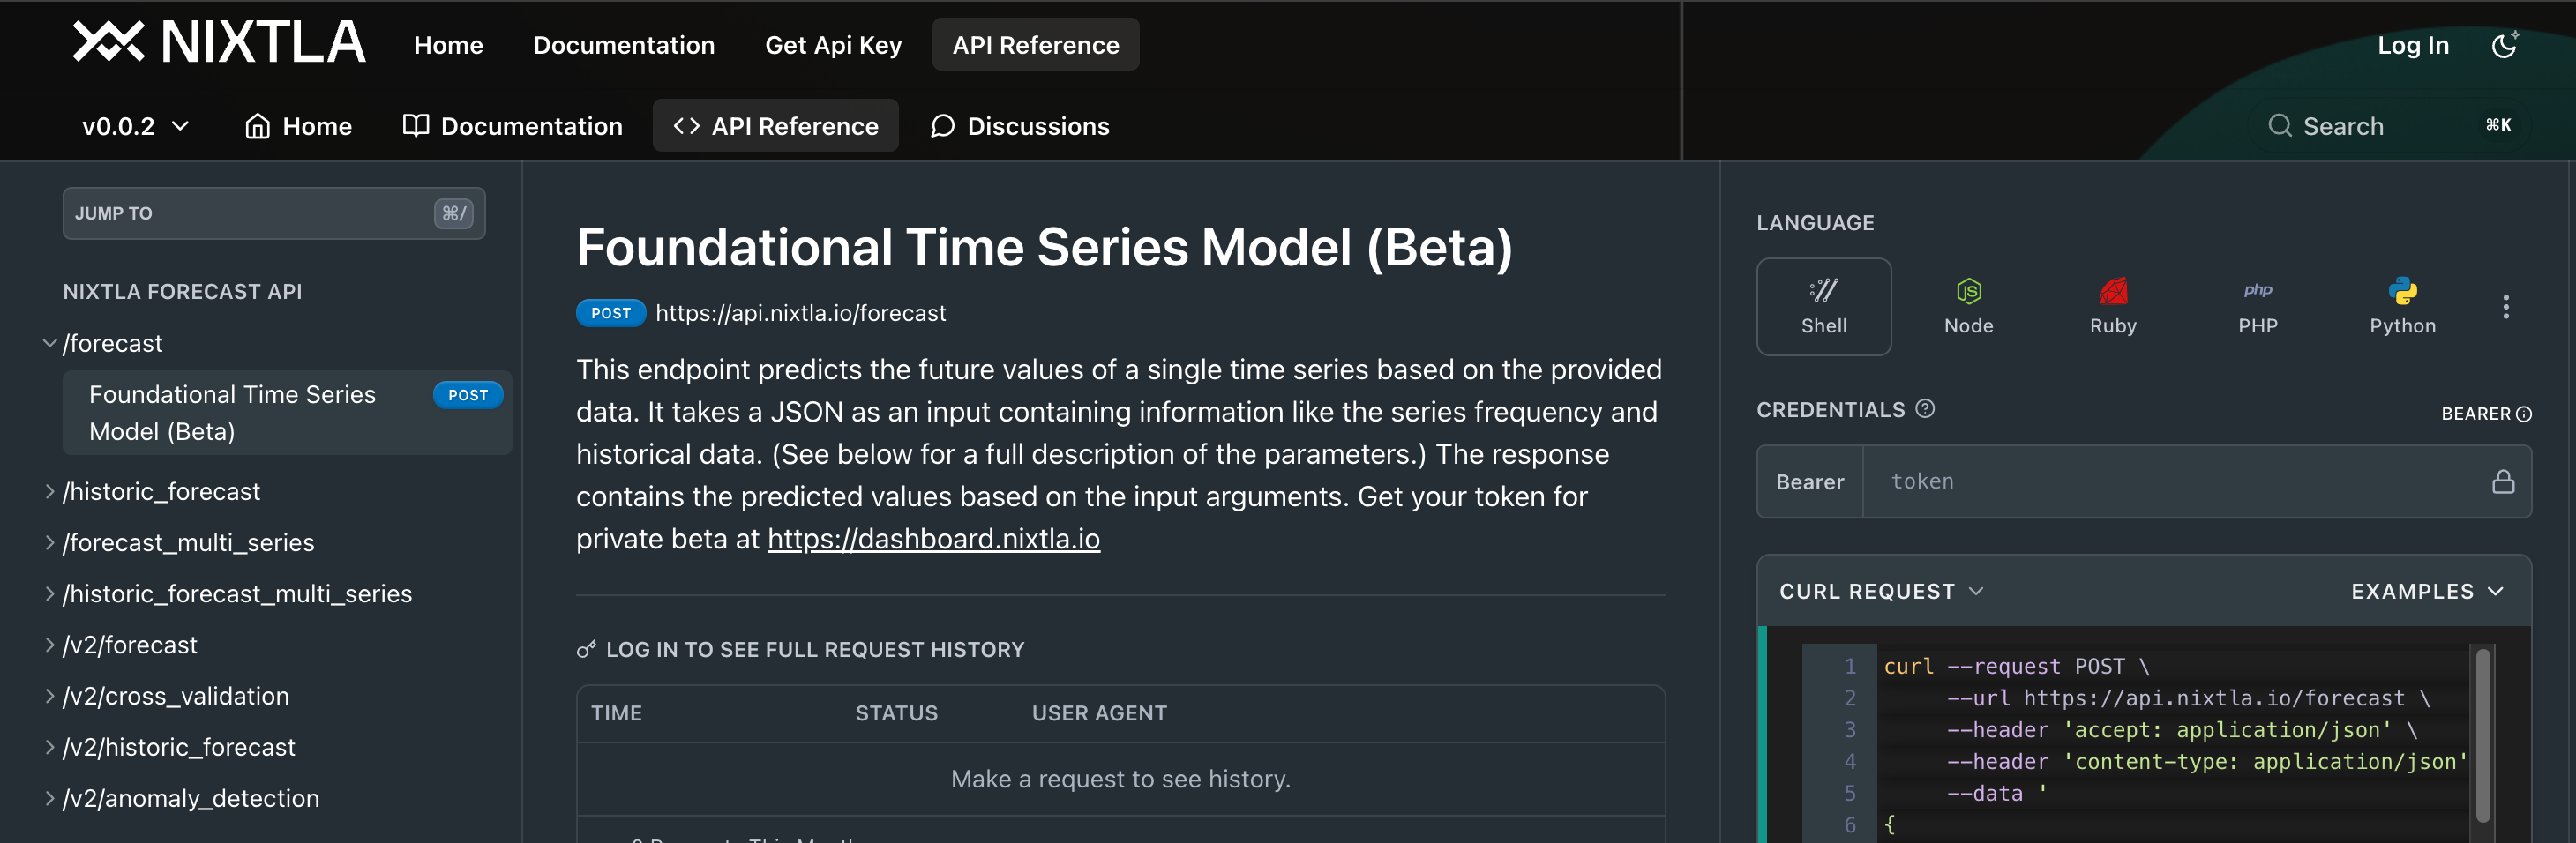 NIXTLA
Home
Documentation
Get Api Key
API Reference
Log In
v0.0.2
Home
Documentation
API Reference
Discussions
Search
⌘K
JUMP TO
⌘/
NIXTLA FORECAST API
/forecast
Foundational Time Series
Model (Beta)
POST
/historic_forecast
/forecast_multi_series
/historic_forecast_multi_series
/v2/forecast
/v2/cross_validation
/v2/historic_forecast
/v2/anomaly_detection
Foundational Time Series Model (Beta)
POST https://api.nixtla.io/forecast
This endpoint predicts the future values of a single time series based on the provided
data. It takes a JSON as an input containing information like the series frequency and
historical data. (See below for a full description of the parameters.) The response
contains the predicted values based on the input arguments. Get your token for
private beta at https://dashboard.nixtla.io
LOG IN TO SEE FULL REQUEST HISTORY
TIME STATUS USER AGENT
Make a request to see history.
LANGUAGE
Shell
Node
Ruby
php
PHP
Python
CREDENTIALS
BEARER
Bearer token
CURL REQUEST
EXAMPLES
1 curl --request POST \
2 --url https://api.nixtla.io/forecast \
3 --header 'accept: application/json' \
4 --header 'content-type: application/json'
5 --data '
6 {